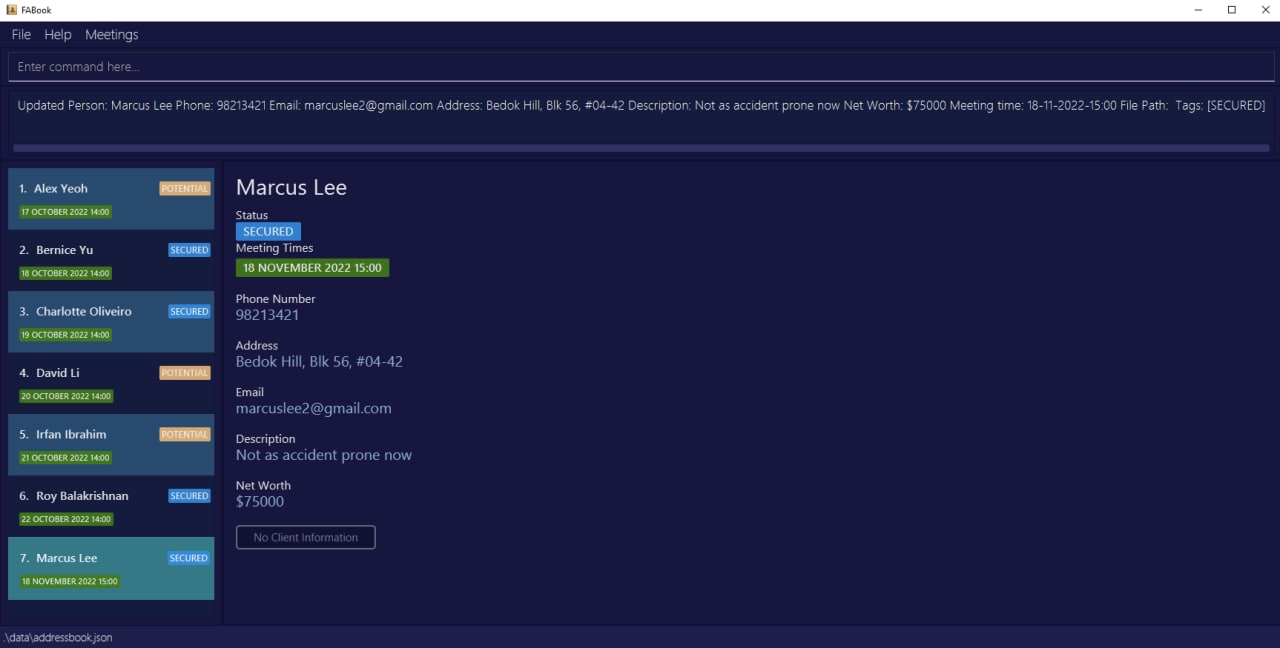 FABook
File Help Meetings
Enter command here...
Updated Person: Marcus Lee Phone: 98213421 Email: marcuslee2@gmail.com Address: Bedok Hill, Blk 56, #04-42 Description: Not as accident prone now Net Worth: $75000 Meeting time: 18-11-2022-15:00 File Path:  Tags: [SECURED]
1. Alex Yeoh POTENTIAL
17 OCTOBER 2022 14:00
2. Bernice Yu SECURED
18 OCTOBER 2022 14:00
3. Charlotte Oliveiro SECURED
19 OCTOBER 2022 14:00
4. David Li POTENTIAL
20 OCTOBER 2022 14:00
5. Irfan Ibrahim POTENTIAL
21 OCTOBER 2022 14:00
6. Roy Balakrishnan SECURED
22 OCTOBER 2022 14:00
7. Marcus Lee SECURED
18 NOVEMBER 2022 15:00
Marcus Lee
Status
SECURED
Meeting Times
18 NOVEMBER 2022 15:00
Phone Number
98213421
Address
Bedok Hill, Blk 56, #04-42
Email
marcuslee2@gmail.com
Description
Not as accident prone now
Net Worth
$75000
No Client Information
.\data\addressbook.json